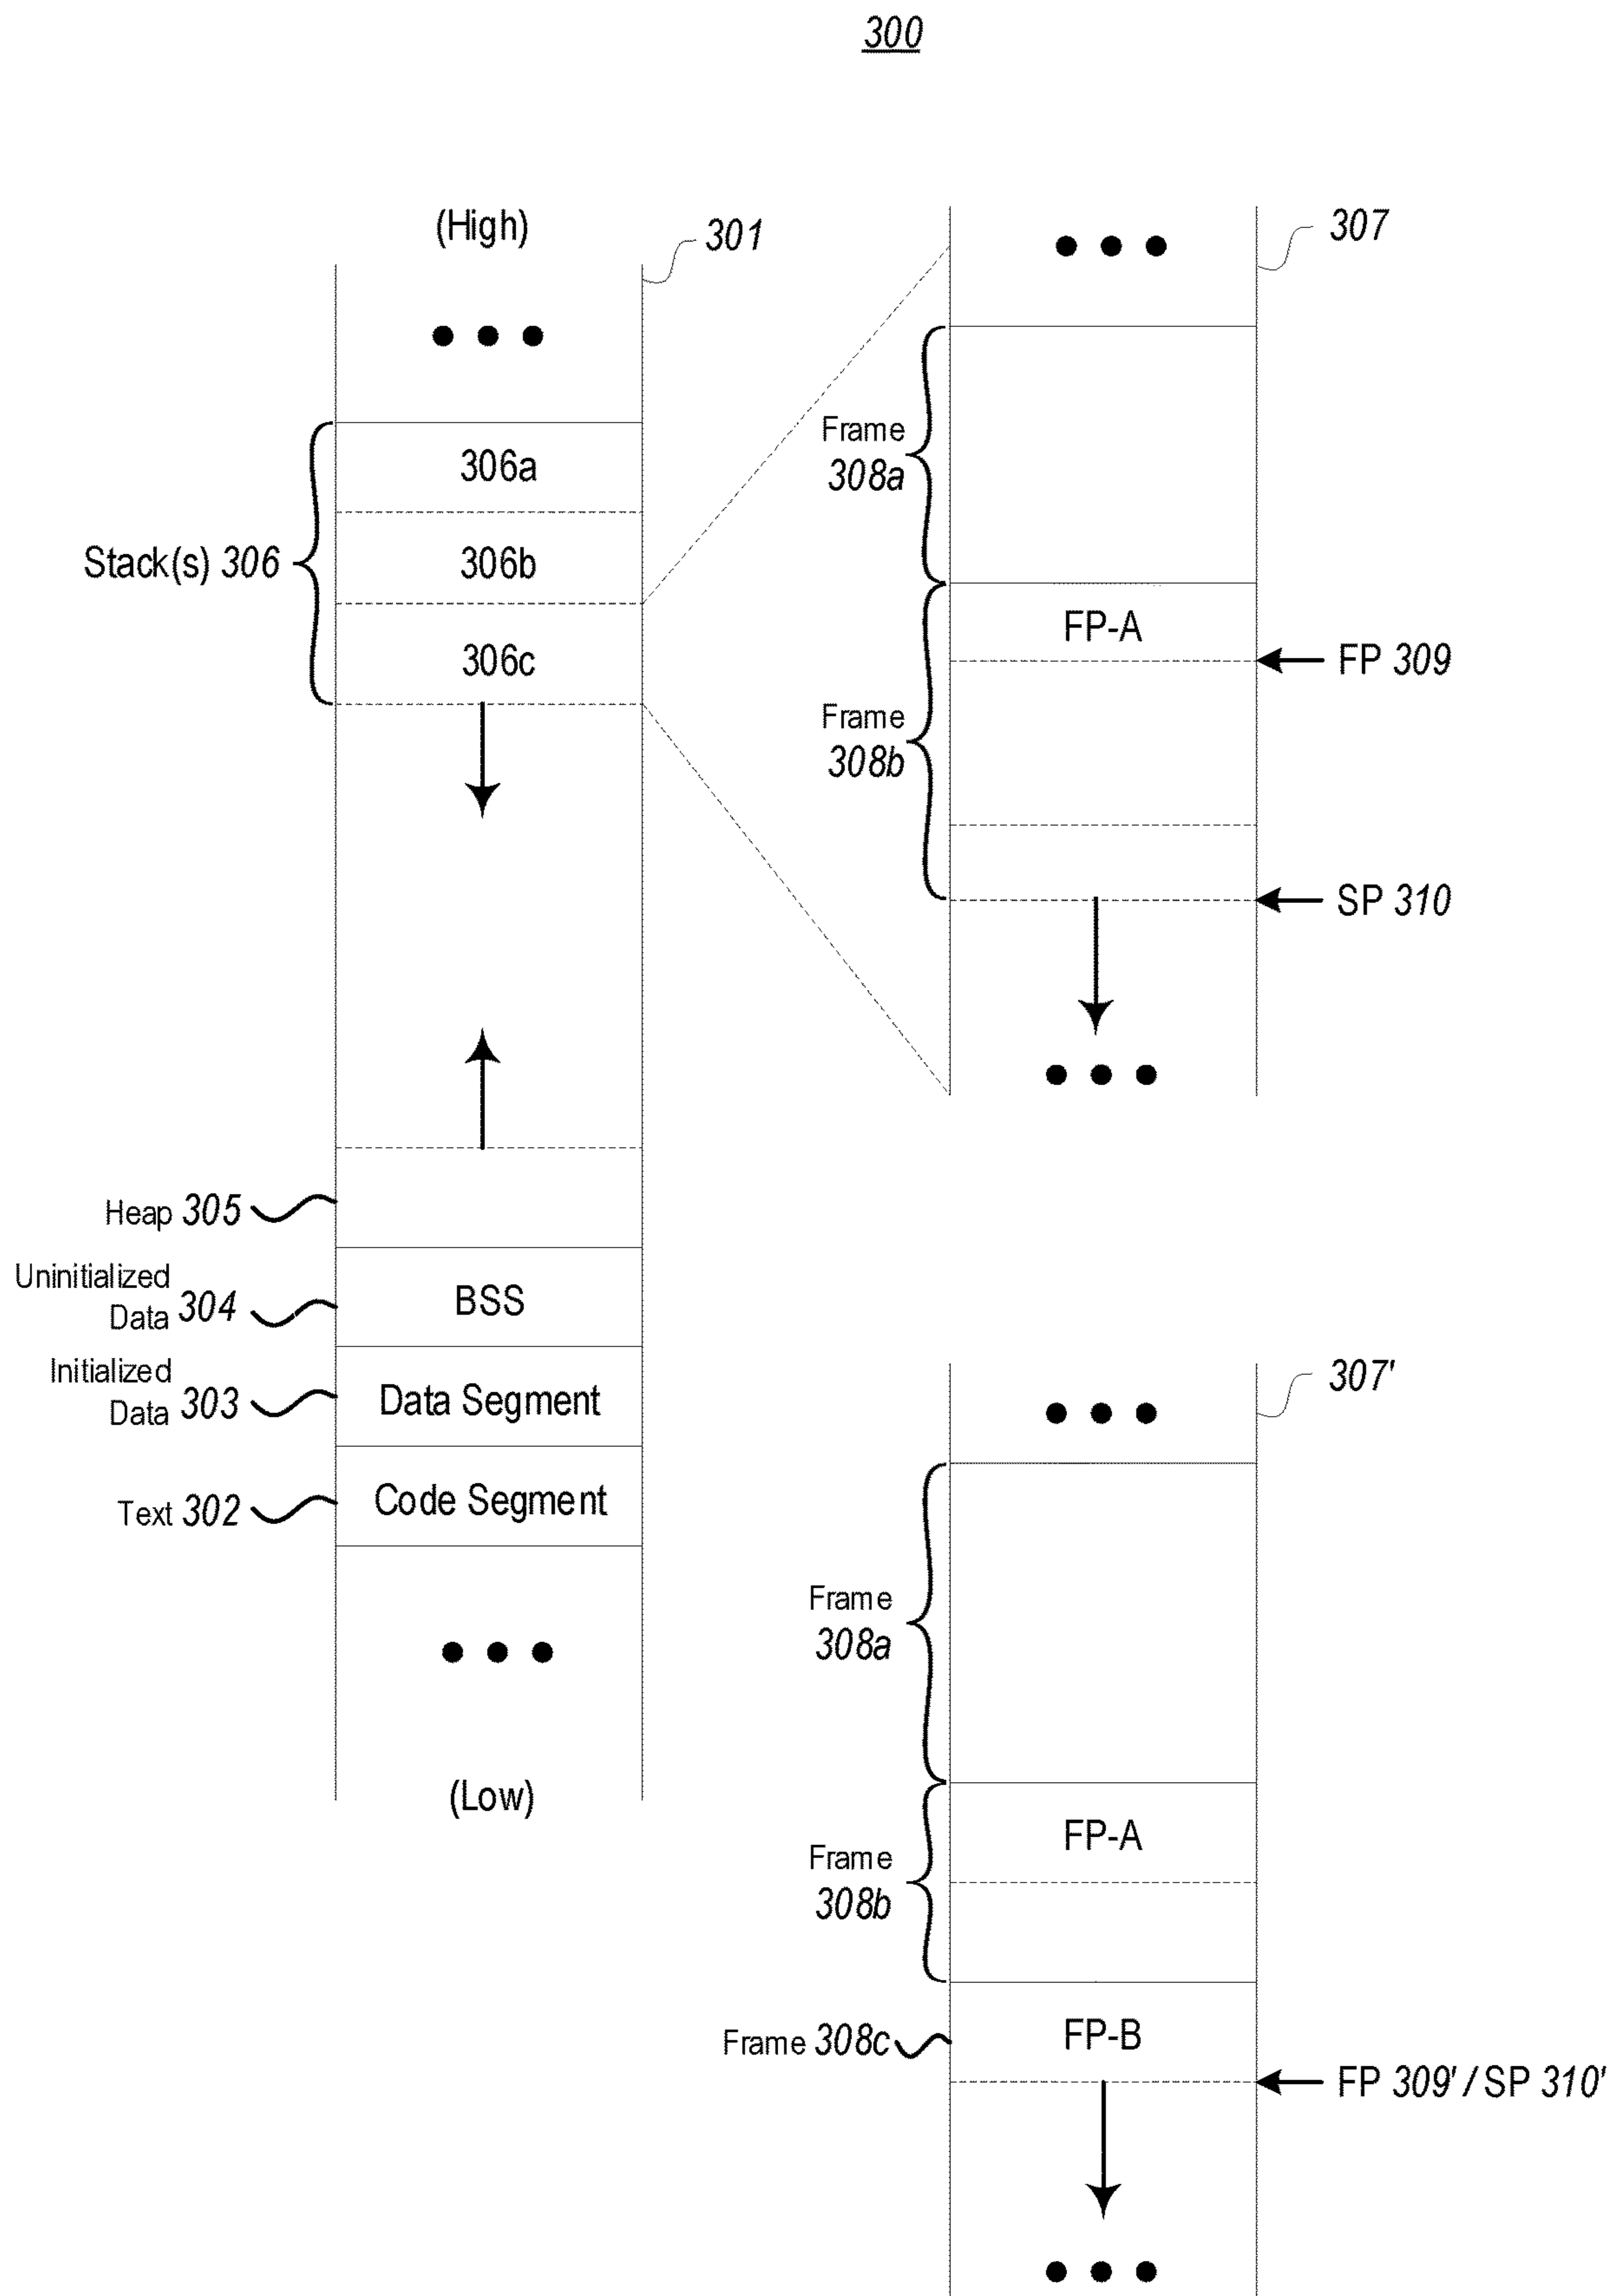 300
(High)
301
306a
Stack(s) 306
306b
306c
Heap 305
Uninitialized
Data 304
BSS
Initialized
Data 303
Data Segment
Text 302
Code Segment
(Low)
307
Frame
308a
FP-A
FP 309
Frame
308b
SP 310
307'
Frame
308a
FP-A
Frame
308b
Frame 308c
FP-B
FP 309' / SP 310'